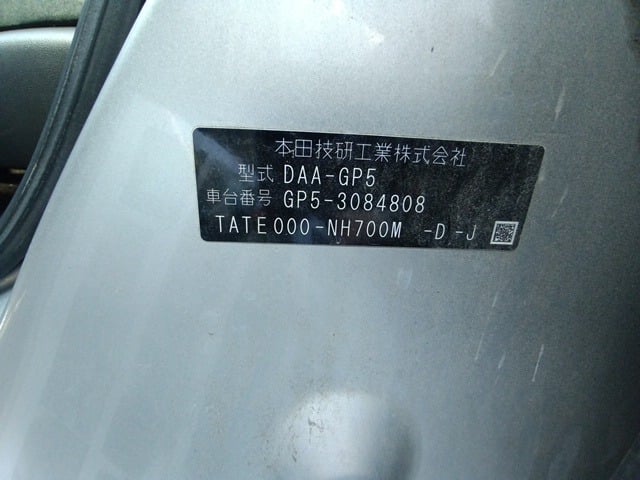 本田技研工業株式会社
型式 DAA-GP5
車台番号 GP5-3084808
TATE000-NH700M -D-J